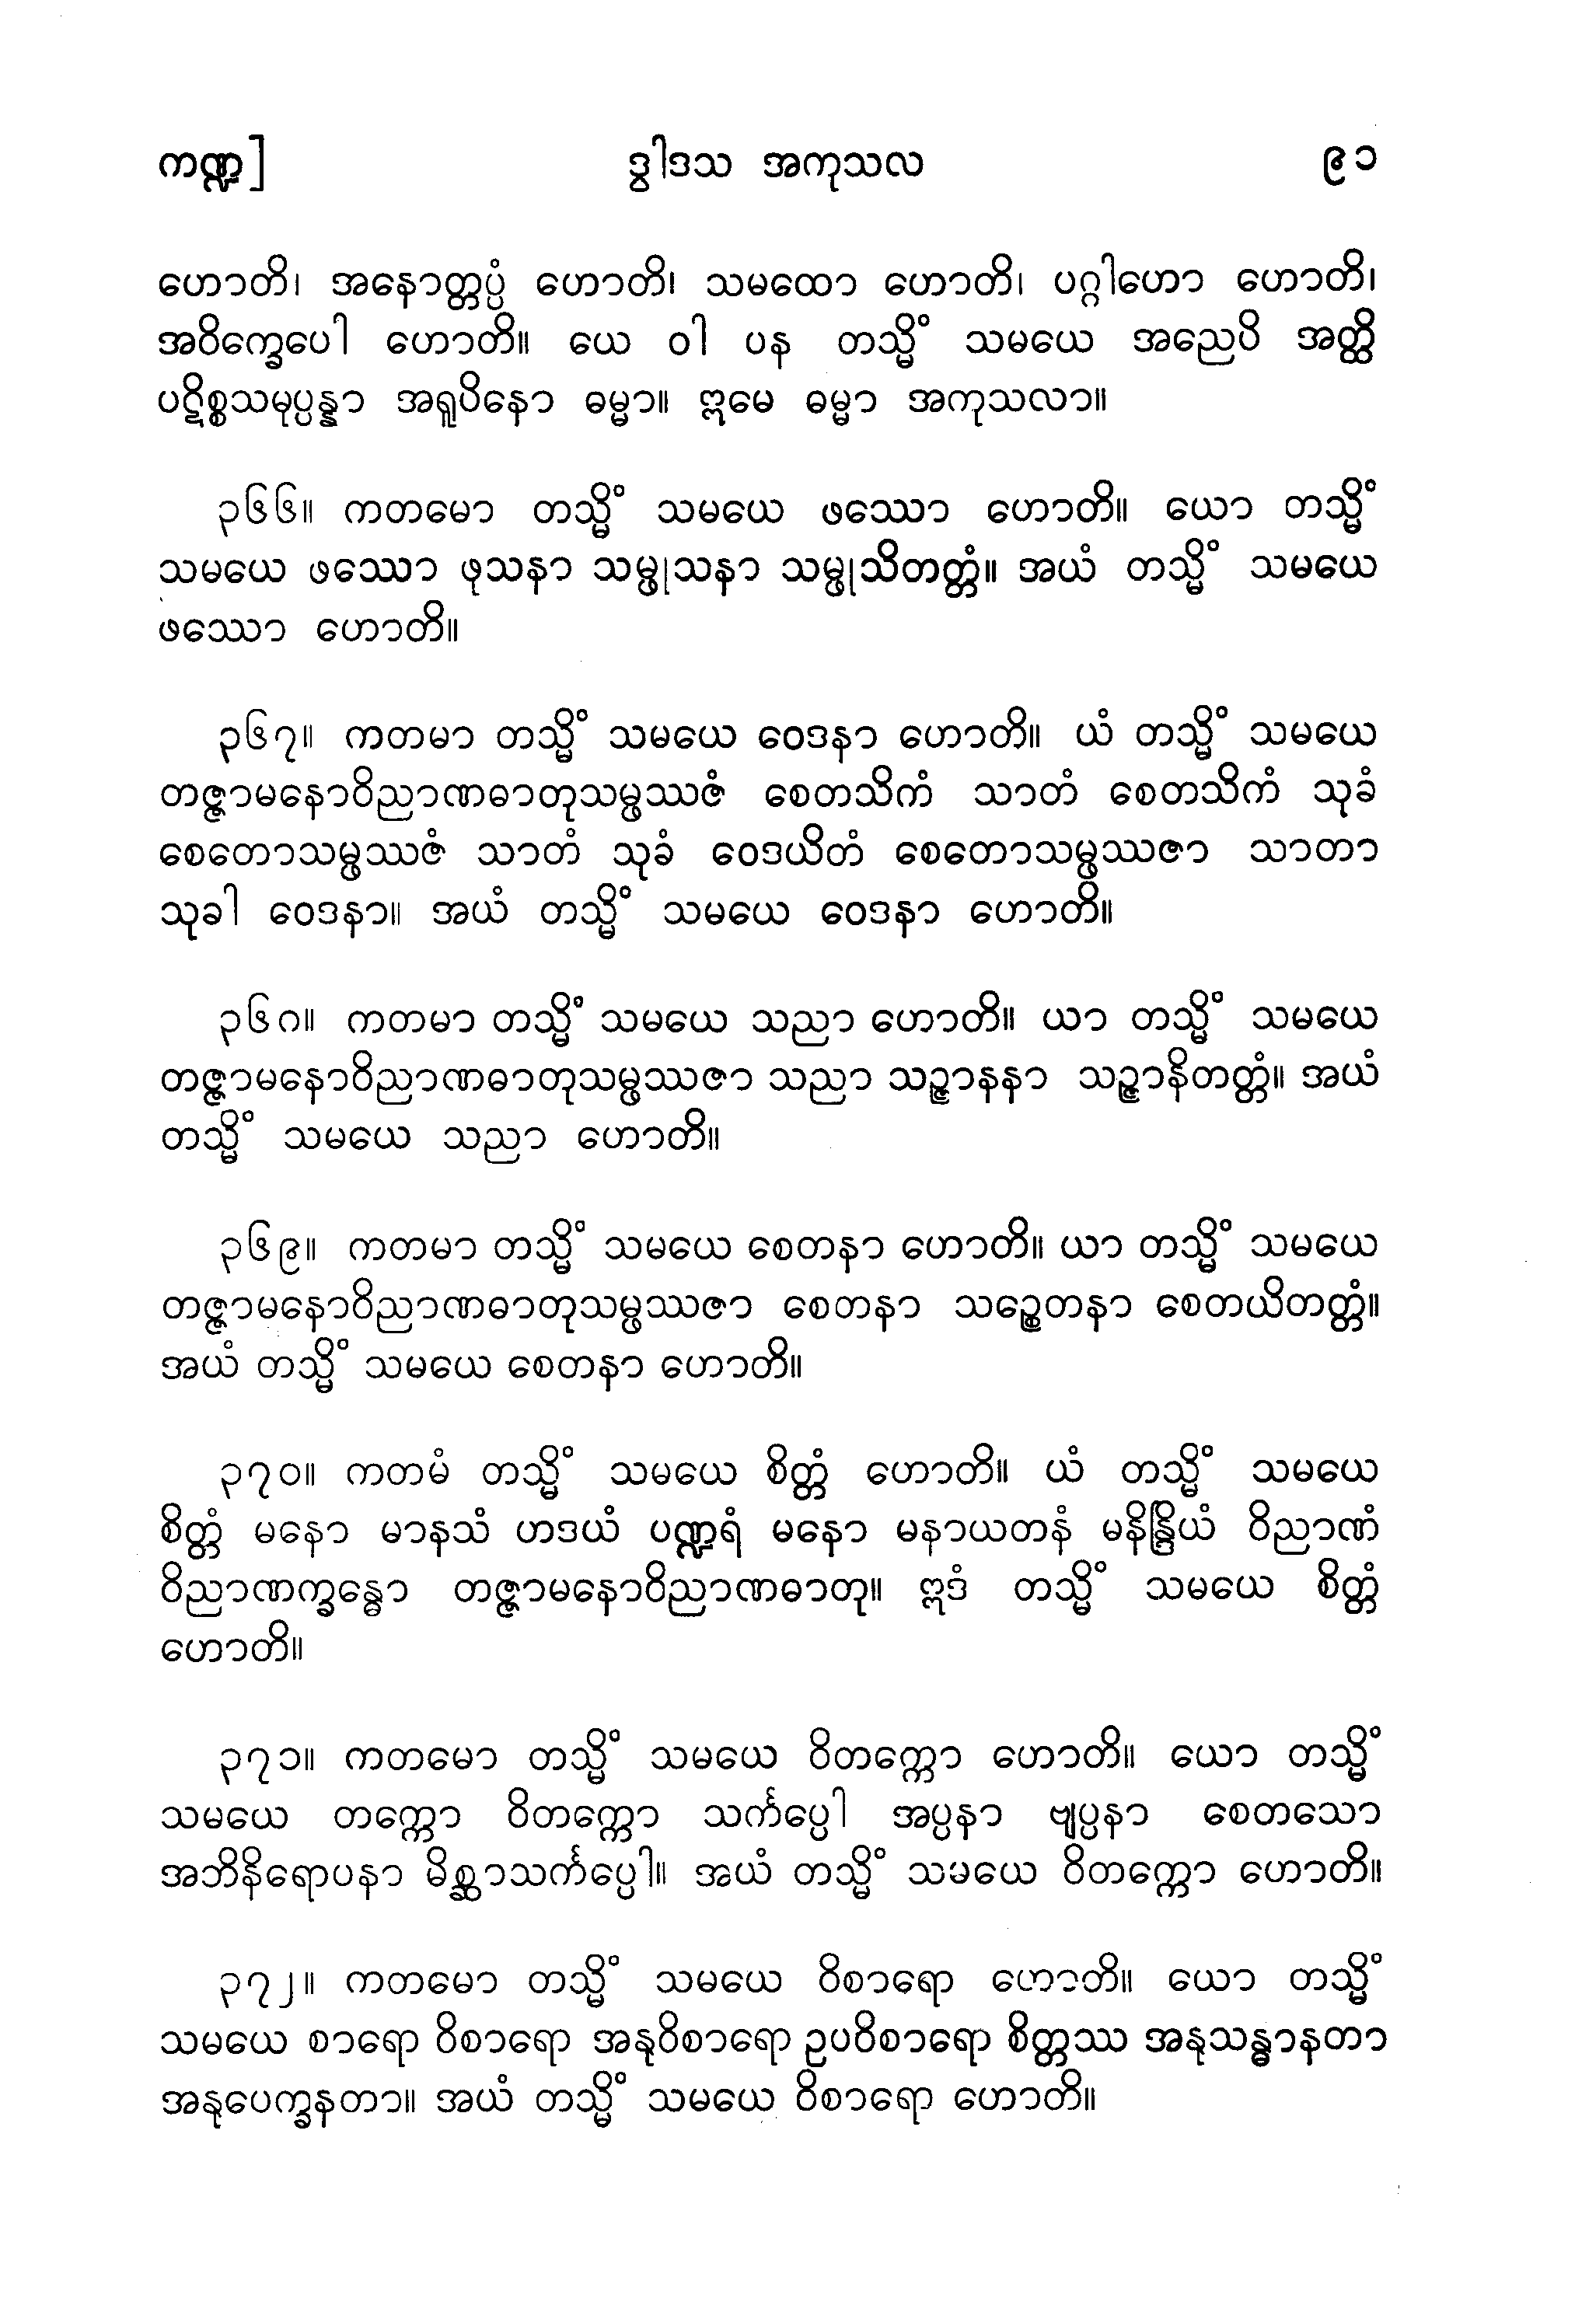 ကဏ္ဍ] ဒွါဒသ အကုသလ ၉၁
ဟောတိ၊ အနောတ္တပ္ပံ ဟောတိ၊ သမထော ဟောတိ၊ ပဂ္ဂါဟော ဟောတိ၊
အဝိက္ခေပေါ ဟောတိ။ ယေ ဝါ ပန တသ္မိံ သမယေ အညေပိ အတ္ထိ
ပဋိစ္စသမုပ္ပန္နာ အရူပိနော ဓမ္မာ။ ဣမေ ဓမ္မာ အကုသလာ။
၃၆၆။ ကတမော တသ္မိံ သမယေ ဖဿော ဟောတိ။ ယော တသ္မိံ
သမယေ ဖဿော ဖုသနာ သမ္ဖုသနာ သမ္ဖုသိတတ္တံ။ အယံ တသ္မိံ သမယေ
ဖဿော ဟောတိ။
၃၆၇။ ကတမာ တသ္မိံ သမယေ ဝေဒနာ ဟောတိ။ ယံ တသ္မိံ သမယေ
တဇ္ဇာမနောဝိညာဏဓာတုသမ္ဖဿဇံ စေတသိကံ သာတံ စေတသိကံ သုခံ
စေတောသမ္ဖဿဇံ သာတံ သုခံ ဝေဒယိတံ စေတောသမ္ဖဿဇာ သာတာ
သုခါ ဝေဒနာ။ အယံ တသ္မိံ သမယေ ဝေဒနာ ဟောတိ။
၃၆၈။ ကတမာ တသ္မိံ သမယေ သညာ ဟောတိ။ ယာ တသ္မိံ သမယေ
တဇ္ဇာမနောဝိညာဏဓာတုသမ္ဖဿဇာ သညာ သဉ္ဇာနနာ သဉ္ဇာနိတတ္တံ။ အယံ
တသ္မိံ သမယေ သညာ ဟောတိ။
၃၆၉။ ကတမာ တသ္မိံ သမယေ စေတနာ ဟောတိ။ ယာ တသ္မိံ သမယေ
တဇ္ဇာမနောဝိညာဏဓာတုသမ္ဖဿဇာ စေတနာ သဉ္စေတနာ စေတယိတတ္တံ။
အယံ တသ္မိံ သမယေ စေတနာ ဟောတိ။
၃၇၀။ ကတမံ တသ္မိံ သမယေ စိတ္တံ ဟောတိ။ ယံ တသ္မိံ သမယေ
စိတ္တံ မနော မာနသံ ဟဒယံ ပဏ္ဍရံ မနော မနာယတနံ မနိန္ဒြိယံ ဝိညာဏံ
ဝိညာဏက္ခန္ဓော တဇ္ဇာမနောဝိညာဏဓာတု။ ဣဒံ တသ္မိံ သမယေ စိတ္တံ
ဟောတိ။
၃၇၁။ ကတမော တသ္မိံ သမယေ ဝိတက္ကော ဟောတိ။ ယော တသ္မိံ
သမယေ တက္ကော ဝိတက္ကော သင်္ကပ္ပေါ အပ္ပနာ ဗျပ္ပနာ စေတသော
အဘိနိရောပနာ မိစ္ဆာသင်္ကပ္ပေါ။ အယံ တသ္မိံ သမယေ ဝိတက္ကော ဟောတိ။
၃၇၂။ ကတမော တသ္မိံ သမယေ ဝိစာရော ဟောတိ။ ယော တသ္မိံ
သမယေ စာရော ဝိစာရော အနုဝိစာရော ဥပဝိစာရော စိတ္တဿ အနုသန္ဓာနတာ
အနုပေက္ခနတာ။ အယံ တသ္မိံ သမယေ ဝိစာရော ဟောတိ။